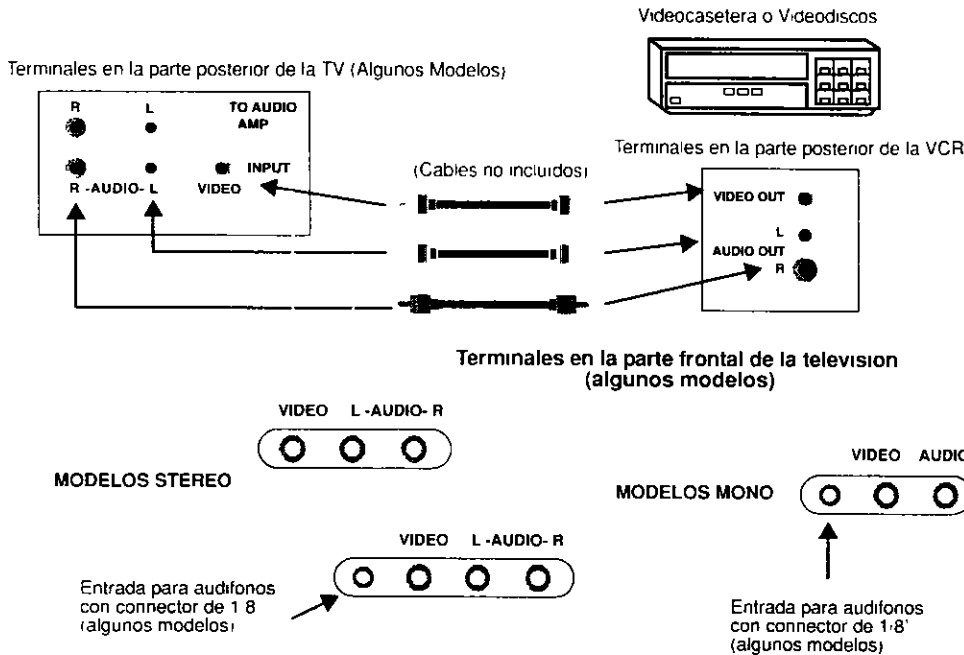 Videocasetera o Videodiscos
Terminales en la parte posterior de la TV (Algunos Modelos)
R L TO AUDIO
AMP
INPUT
R -AUDIO- L VIDEO
(Cables no incluidos)
Terminales en la parte posterior de la VCR
VIDEO OUT
L
AUDIO OUT
R
Terminales en la parte frontal de la television
(algunos modelos)
VIDEO L -AUDIO- R
MODELOS STEREO
VIDEO L -AUDIO- R
Entrada para audifonos
con connector de 1 8
(algunos modelos)
VIDEO AUDIO
MODELOS MONO
Entrada para audifonos
con connector de 1/8"
(algunos modelos)